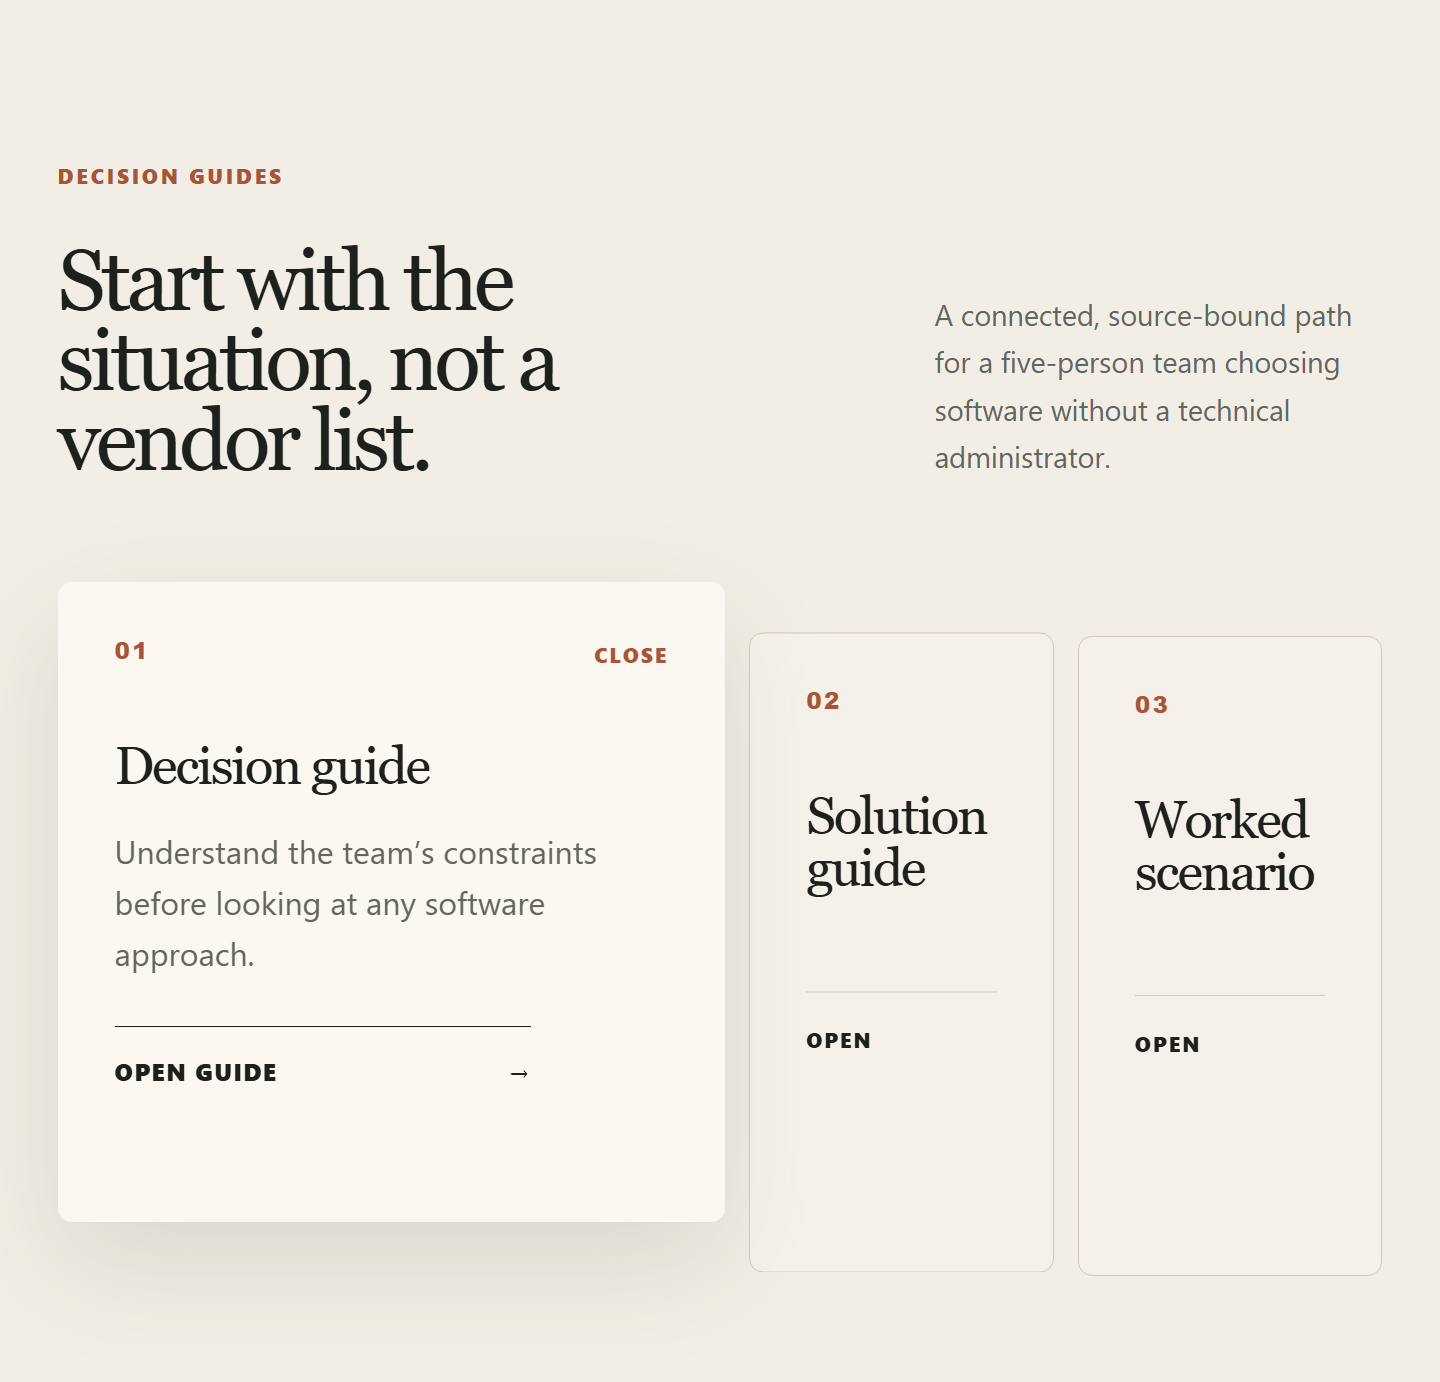 DECISION GUIDES
Start with the
situation, not a
vendor list.
A connected, source-bound path
for a five-person team choosing
software without a technical
administrator.
01
CLOSE
Decision guide
Understand the team’s constraints
before looking at any software
approach.
OPEN GUIDE →
02
Solution
guide
OPEN
03
Worked
scenario
OPEN